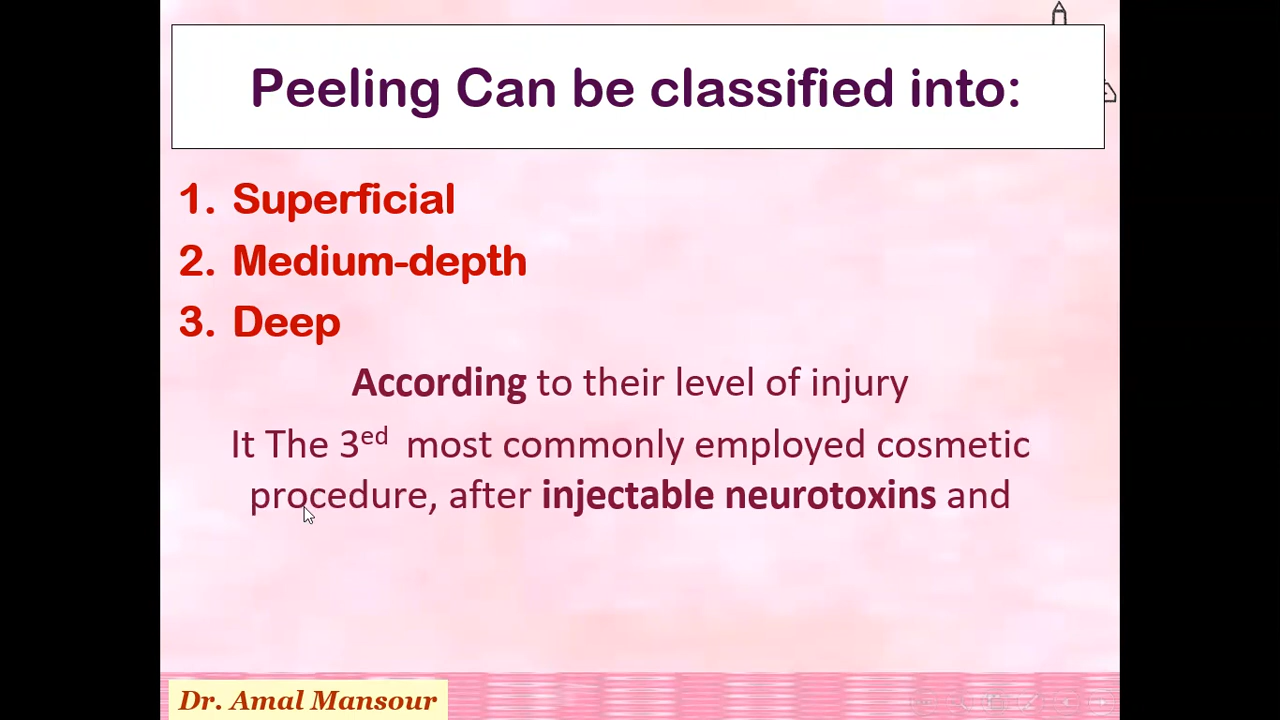 Peeling Can be classified into:
1. Superficial
2. Medium-depth
3. Deep
According to their level of injury
It The 3ed most commonly employed cosmetic
procedure, after injectable neurotoxins and
Dr. Amal Mansour